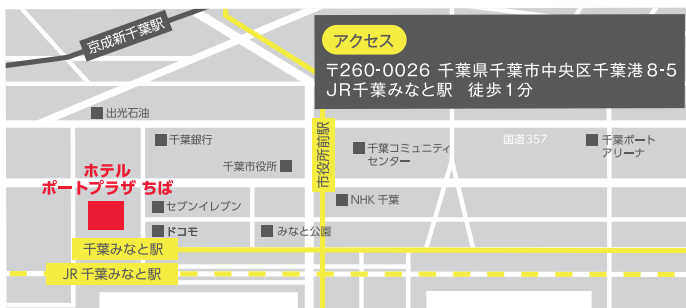 京成新千葉駅
アクセス
〒260-0026 千葉県千葉市中央区千葉港8-5
JR千葉みなと駅 徒歩1分
出光石油
千葉銀行
市役所前駅
千葉コミュニティ
センター
国道357
千葉ポート
アリーナ
千葉市役所
ホテル
ポートプラザ ちば
セブンイレブン
NHK 千葉
ドコモ
みなと公園
千葉みなと駅
JR 千葉みなと駅